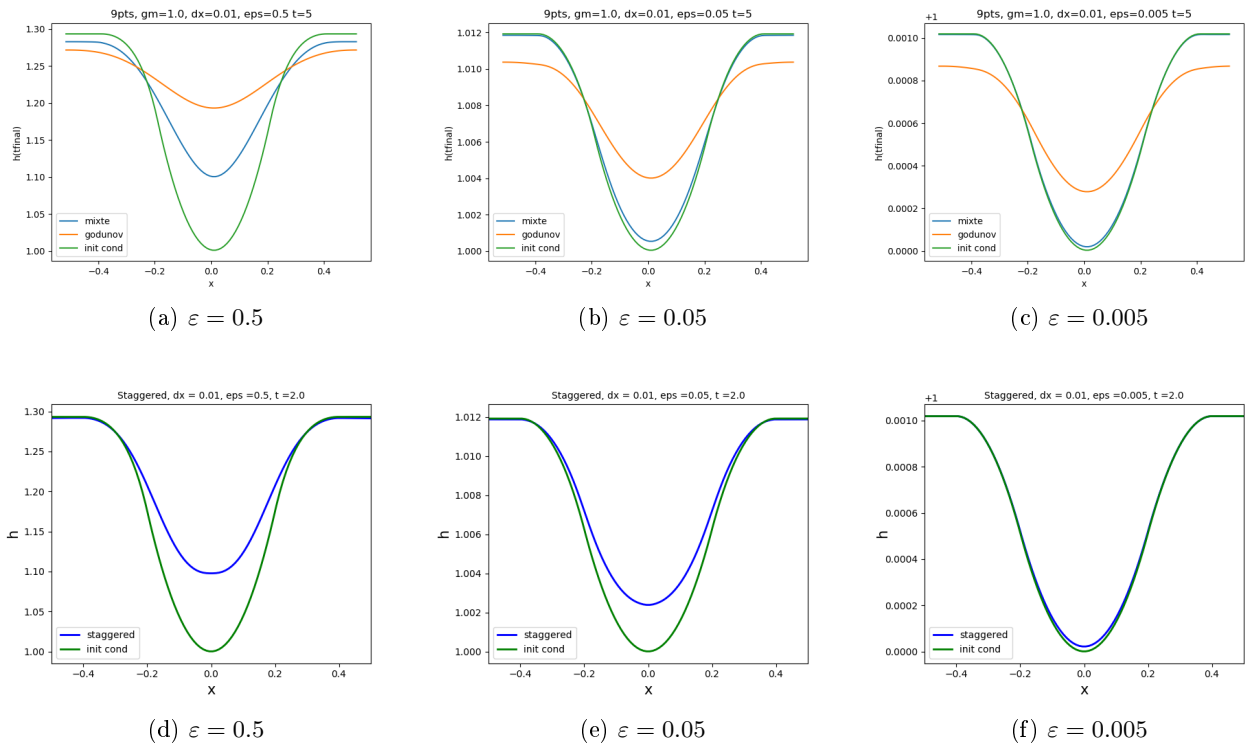 9pts, gm=1.0, dx=0.01, eps=0.5 t=5
1.30
1.25
1.20
1.15
1.10
1.05
1.00
h(tfinal)
mixte
godunov
init cond
−0.4 −0.2 0.0 0.2 0.4
x
(a) ε = 0.5
9pts, gm=1.0, dx=0.01, eps=0.05 t=5
1.012
1.010
1.008
1.006
1.004
1.002
1.000
h(tfinal)
mixte
godunov
init cond
−0.4 −0.2 0.0 0.2 0.4
x
(b) ε = 0.05
9pts, gm=1.0, dx=0.01, eps=0.005 t=5
+1
0.0010
0.0008
0.0006
0.0004
0.0002
0.0000
h(tfinal)
mixte
godunov
init cond
−0.4 −0.2 0.0 0.2 0.4
x
(c) ε = 0.005
Staggered, dx = 0.01, eps =0.5, t =2.0
1.30
1.25
1.20
1.15
1.10
1.05
1.00
h
staggered
init cond
−0.4 −0.2 0.0 0.2 0.4
x
(d) ε = 0.5
Staggered, dx = 0.01, eps =0.05, t =2.0
1.012
1.010
1.008
1.006
1.004
1.002
1.000
h
staggered
init cond
−0.4 −0.2 0.0 0.2 0.4
x
(e) ε = 0.05
Staggered, dx = 0.01, eps =0.005, t =2.0
+1
0.0010
0.0008
0.0006
0.0004
0.0002
0.0000
h
staggered
init cond
−0.4 −0.2 0.0 0.2 0.4
x
(f) ε = 0.005